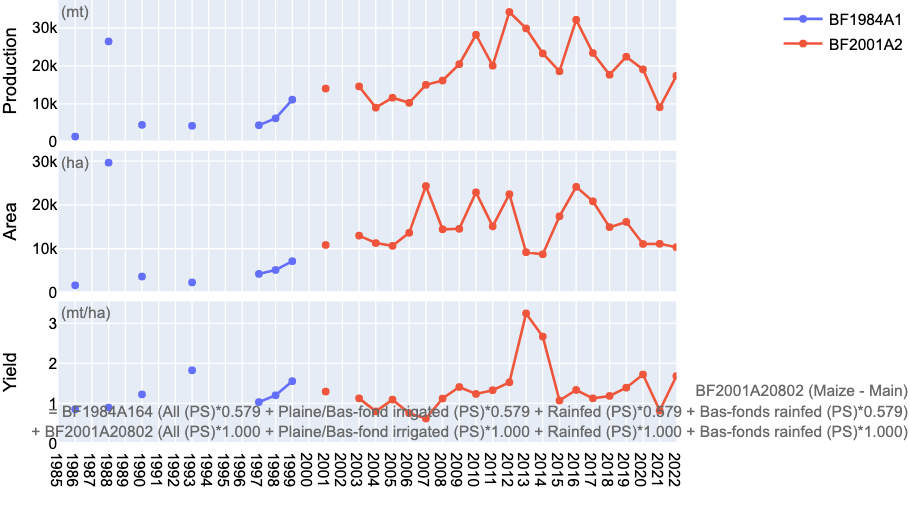 (mt)
Production
30k
20k
10k
0
BF1984A1
BF2001A2
(ha)
Area
30k
20k
10k
0
(mt/ha)
Yield
3
2
1
0
BF2001A20802 (Maize - Main)
= BF1984A164 (All (PS)*0.579 + Plaine/Bas-fond irrigated (PS)*0.579 + Rainfed (PS)*0.579 + Bas-fonds rainfed (PS)*0.579)
+ BF2001A20802 (All (PS)*1.000 + Plaine/Bas-fond irrigated (PS)*1.000 + Rainfed (PS)*1.000 + Bas-fonds rainfed (PS)*1.000)
1985
1986
1987
1988
1989
1990
1991
1992
1993
1994
1995
1996
1997
1998
1999
2000
2001
2002
2003
2004
2005
2006
2007
2008
2009
2010
2011
2012
2013
2014
2015
2016
2017
2018
2019
2020
2021
2022